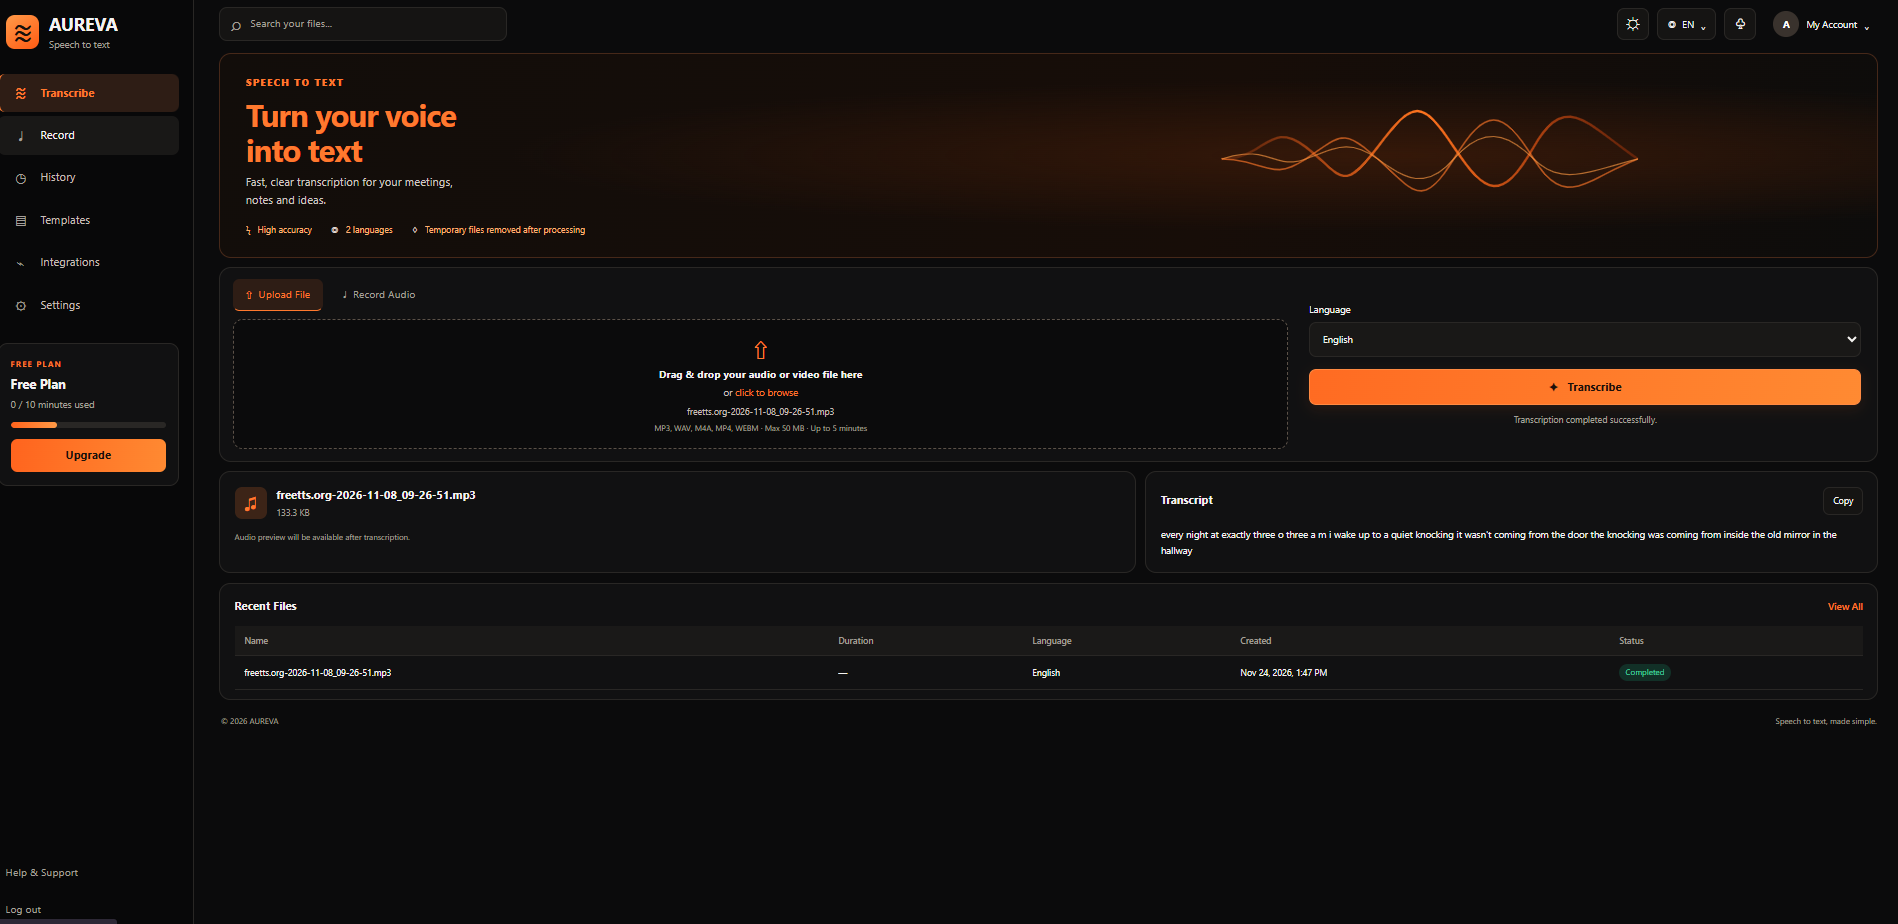 AUREVA
Speech to text
Transcribe
Record
History
Templates
Integrations
Settings
FREE PLAN
Free Plan
0 / 10 minutes used
Upgrade
Help & Support
Log out
Search your files...
EN
A
My Account
SPEECH TO TEXT
Turn your voice
into text
Fast, clear transcription for your meetings,
notes and ideas.
High accuracy
2 languages
Temporary files removed after processing
Upload File
Record Audio
Drag & drop your audio or video file here
or click to browse
freetts.org-2026-11-08_09-26-51.mp3
MP3, WAV, M4A, MP4, WEBM · Max 50 MB · Up to 5 minutes
Language
English
Transcribe
Transcription completed successfully.
freetts.org-2026-11-08_09-26-51.mp3
133.3 KB
Audio preview will be available after transcription.
Transcript
Copy
every night at exactly three o three a m i wake up to a quiet knocking it wasn't coming from the door the knocking was coming from inside the old mirror in the
hallway
Recent Files
View All
Name Duration Language Created Status
freetts.org-2026-11-08_09-26-51.mp3 — English Nov 24, 2026, 1:47 PM Completed
© 2026 AUREVA
Speech to text, made simple.